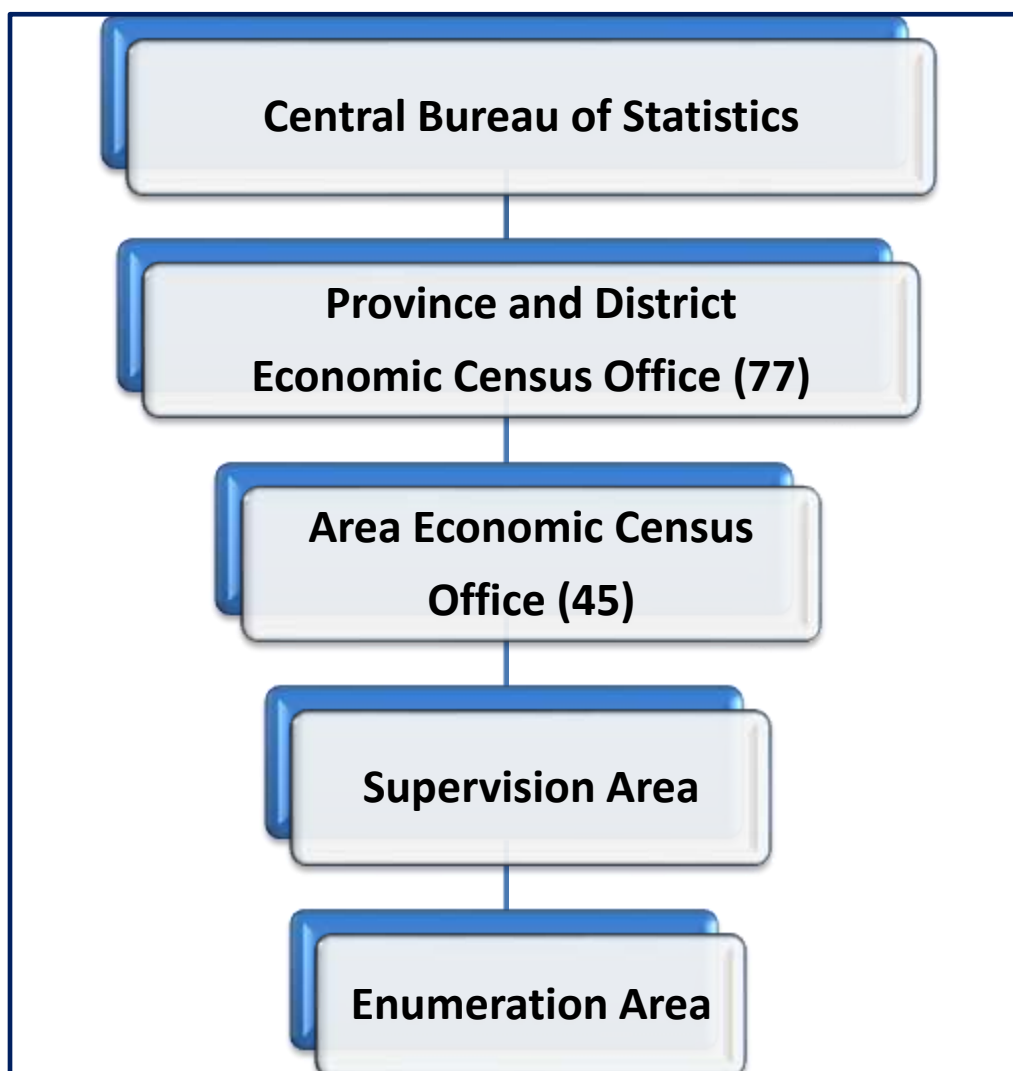 Central Bureau of Statistics
Province and District
Economic Census Office (77)
Area Economic Census
Office (45)
Supervision Area
Enumeration Area